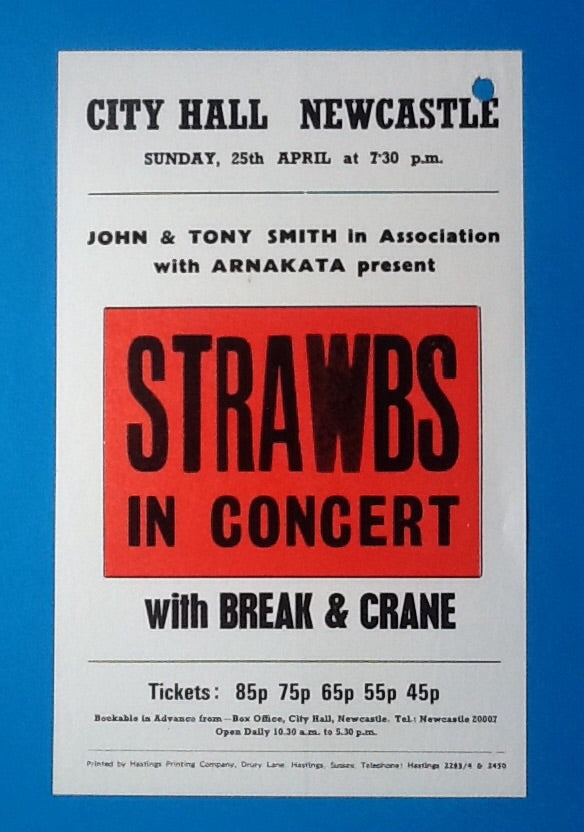 CITY HALL NEWCASTLE
SUNDAY, 25th APRIL at 7·30 p.m.
JOHN & TONY SMITH in Association
with ARNAKATA present
STRAWBS
IN CONCERT
with BREAK & CRANE
Tickets: 85p 75p 65p 55p 45p
Bookable in Advance from—Box Office, City Hall, Newcastle. Tel.: Newcastle 20007
Open Daily 10.30 a.m. to 5.30 p.m.
Printed by Hastings Printing Company, Drury Lane, Hastings, Sussex. Telephone: Hastings 2283/4 & 2450